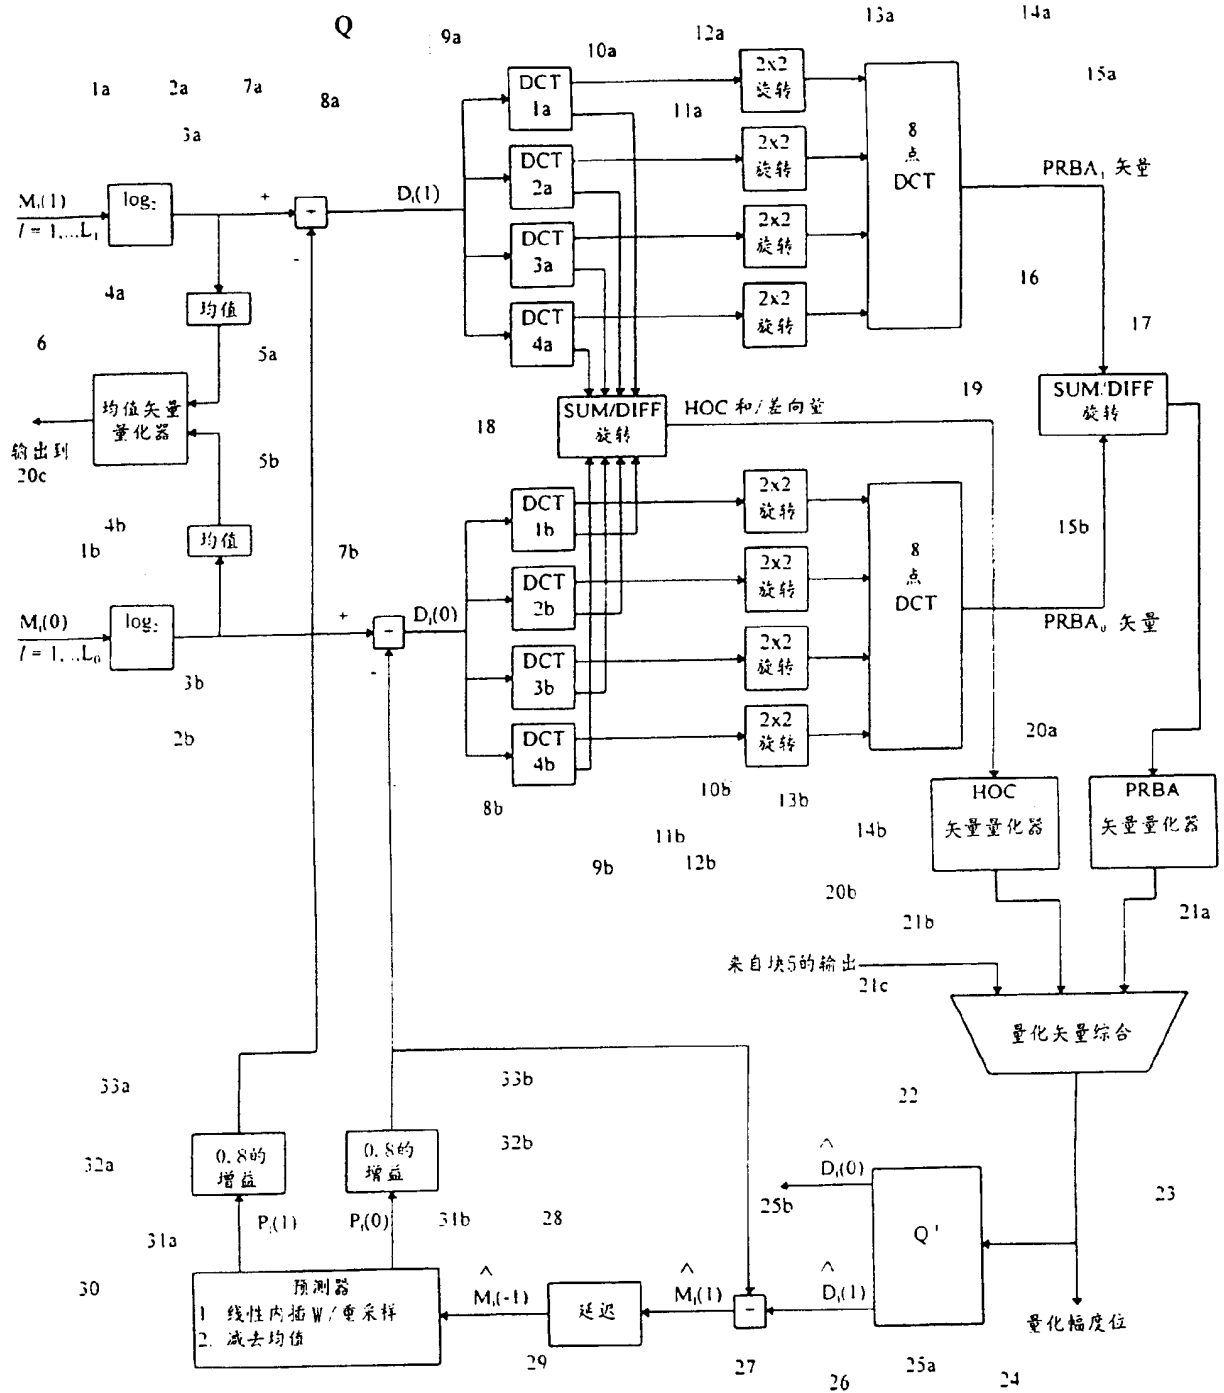 Q
9a
10a
12a
13a
14a
1a
2a
7a
8a
3a
11a
15a
DCT
1a
DCT
2a
DCT
3a
DCT
4a
2x2
旋转
2x2
旋转
2x2
旋转
2x2
旋转
8
点
DCT
PRBA₁ 矢量
Mₗ(1)
l = 1,...L₁
log₂
+
-
-
Dₗ(1)
4a
均值
5a
6
均值矢量
量化器
输出到
20c
5b
4b
均值
1b
16
17
18
19
SUM/DIFF
旋转
HOC 和/差向量
SUM/DIFF
旋转
7b
Mₗ(0)
l = 1,..L₀
log₂
+
-
-
Dₗ(0)
3b
2b
DCT
1b
DCT
2b
DCT
3b
DCT
4b
2x2
旋转
2x2
旋转
2x2
旋转
2x2
旋转
8
点
DCT
15b
PRBA₀ 矢量
20a
8b
10b
13b
14b
11b
9b
12b
HOC
矢量量化器
PRBA
矢量量化器
20b
21b
21a
来自块5的输出
21c
量化矢量综合
33a
33b
22
32a
0.8的
增益
0.8的
增益
32b
^
Dₗ(0)
25b
23
31a
Pₗ(1)
Pₗ(0)
31b
28
Q'
30
预测器
1 线性内插W/重采样
2. 减去均值
^
Mₗ(-1)
延迟
^
Mₗ(1)
-
^
Dₗ(1)
量化幅度位
29
27
26
25a
24